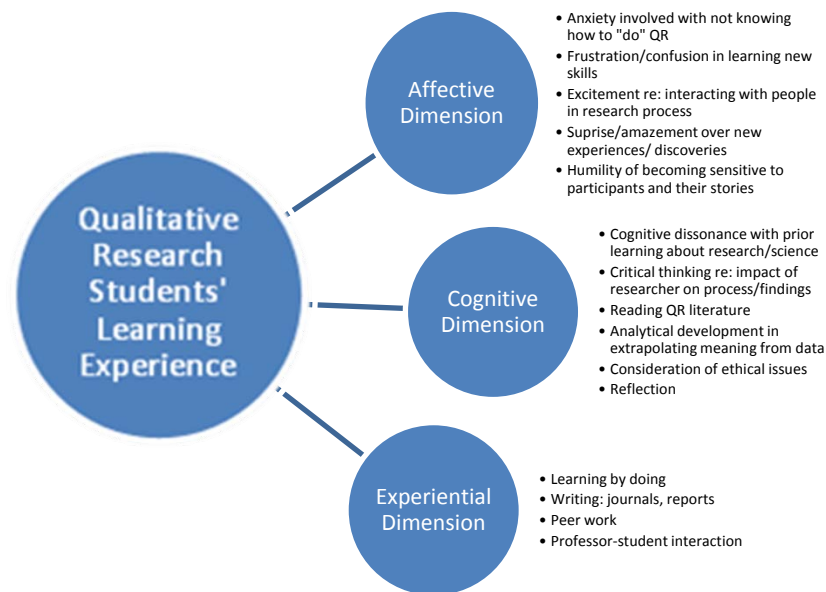 Qualitative
Research
Students'
Learning
Experience
Affective
Dimension
• Anxiety involved with not knowing
how to "do" QR
• Frustration/confusion in learning new
skills
• Excitement re: interacting with people
in research process
• Suprise/amazement over new
experiences/ discoveries
• Humility of becoming sensitive to
participants and their stories
Cognitive
Dimension
• Cognitive dissonance with prior
learning about research/science
• Critical thinking re: impact of
researcher on process/findings
• Reading QR literature
• Analytical development in
extrapolating meaning from data
• Consideration of ethical issues
• Reflection
Experiential
Dimension
• Learning by doing
• Writing: journals, reports
• Peer work
• Professor-student interaction